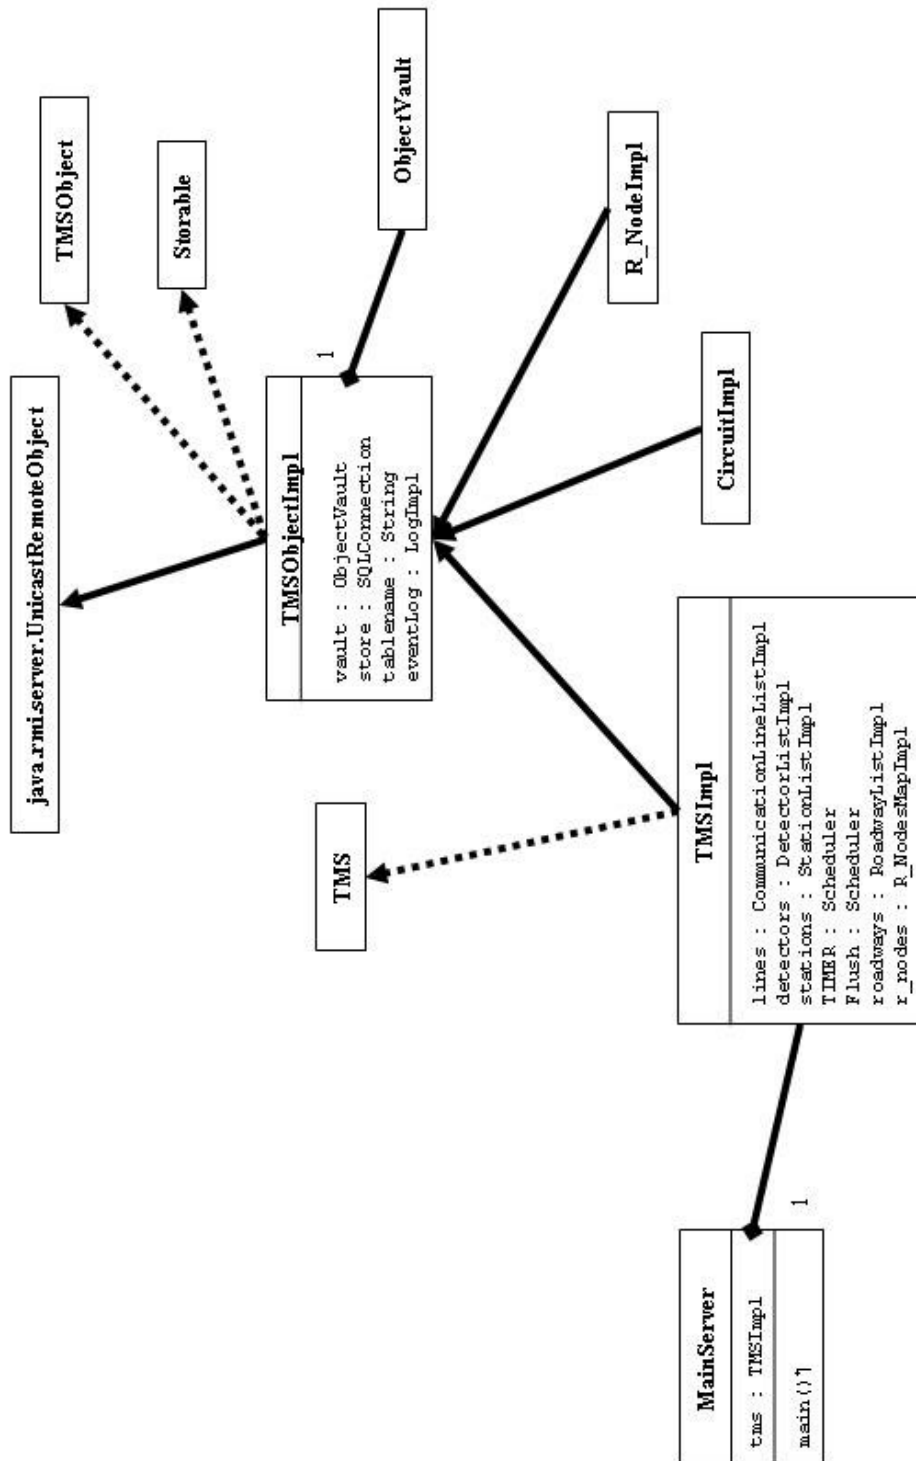 java.rmi.server.UnicastRemoteObject
TMSObject
Storable
TMSObjectImpl
vault : ObjectVault
store : SQLConnection
tablename : String
eventLog : LogImpl
1
ObjectVault
TMS
R_NodeImpl
CircuitImpl
TMSImpl
lines : CommunicationLineListImpl
detectors : DetectorListImpl
stations : StationListImpl
TIMER : Scheduler
Flush : Scheduler
roadways : RoadwayListImpl
r_nodes : R_NodesMapImpl
MainServer
tms : TMSImpl
main()
1